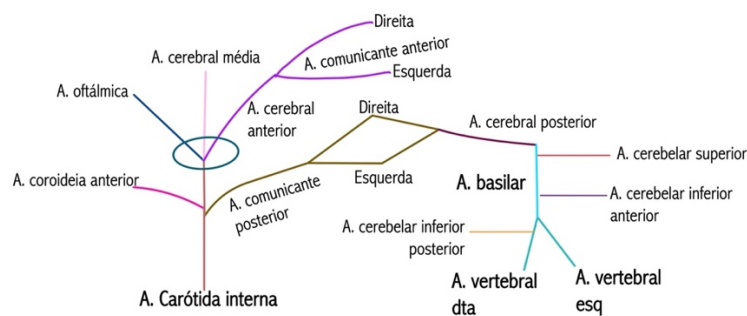 Direita
A. comunicante anterior
Esquerda
A. cerebral média
A. oftálmica
A. cerebral
anterior
Direita
A. cerebral posterior
A. cerebelar superior
A. coroideia anterior
A. comunicante
posterior
Esquerda
A. basilar
A. cerebelar inferior
anterior
A. cerebelar inferior
posterior
A. vertebral
dta
A. vertebral
esq
A. Carótida interna